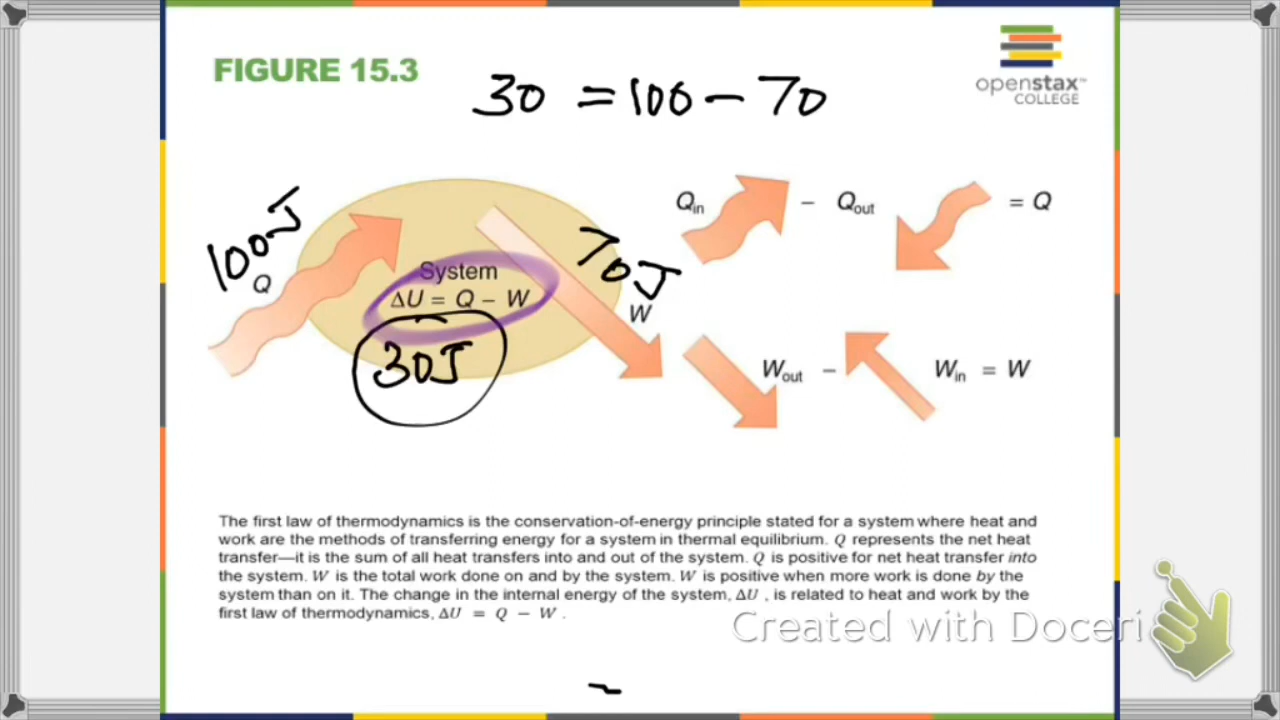 FIGURE 15.3
openstax™
COLLEGE
30 = 100 - 70
100J
Q
System
ΔU = Q – W
30J
70J
W
Qin – Qout = Q
Wout – Win = W
The first law of thermodynamics is the conservation-of-energy principle stated for a system where heat and
work are the methods of transferring energy for a system in thermal equilibrium. Q represents the net heat
transfer—it is the sum of all heat transfers into and out of the system. Q is positive for net heat transfer into
the system. W is the total work done on and by the system. W is positive when more work is done by the
system than on it. The change in the internal energy of the system, ΔU , is related to heat and work by the
first law of thermodynamics, ΔU = Q − W .
Created with Doceri